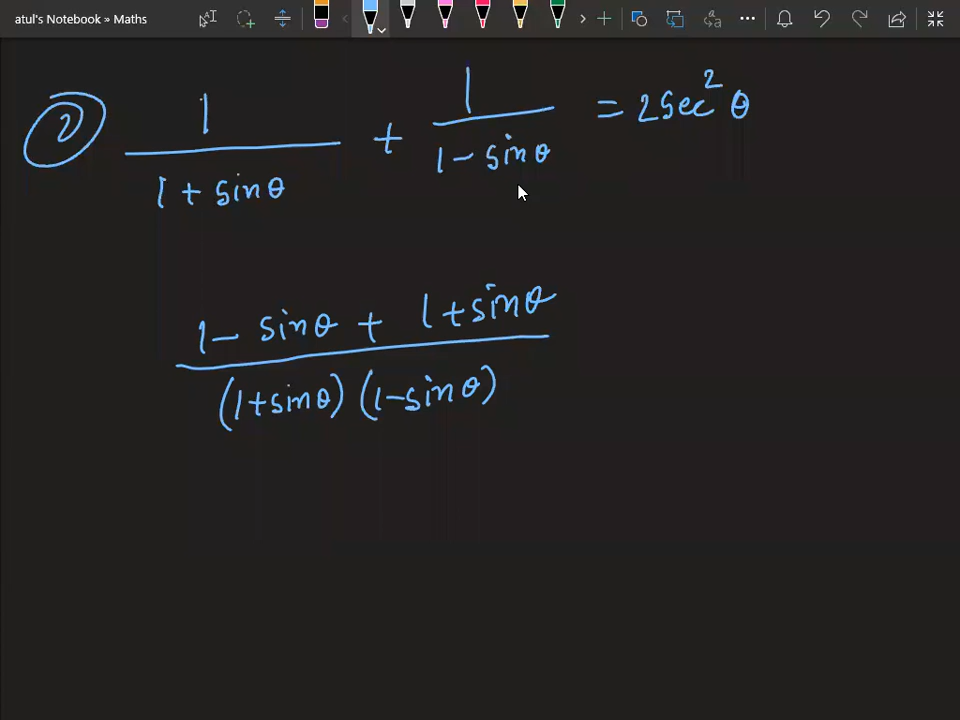 atul's Notebook » Maths
② 1/(1 + sinθ) + 1/(1 - sinθ) = 2sec²θ
1 - sinθ + 1 + sinθ
(1+sinθ) (1-sinθ)